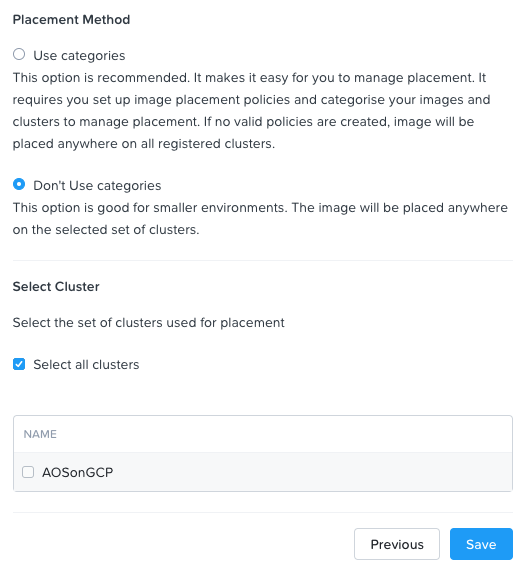 Placement Method
Use categories
This option is recommended. It makes it easy for you to manage placement. It
requires you set up image placement policies and categorise your images and
clusters to manage placement. If no valid policies are created, image will be
placed anywhere on all registered clusters.
Don't Use categories
This option is good for smaller environments. The image will be placed anywhere
on the selected set of clusters.
Select Cluster
Select the set of clusters used for placement
Select all clusters
NAME
AOSonGCP
Previous Save